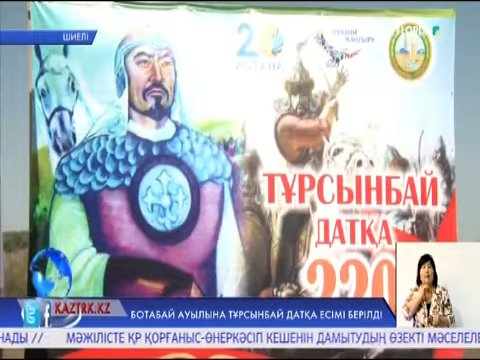 ШИЕЛІ
20
АСТАНА
РУХАНИ
ЖАҢҒЫРУ
ТҰРСЫНБАЙ
ДАТҚА
220
KAZTRK.KZ
БОТАБАЙ АУЫЛЫНА ТҰРСЫНБАЙ ДАТҚА ЕСІМІ БЕРІЛДІ
НАДЫ // МӘЖІЛІСТЕ ҚР ҚОРҒАНЫС-ӨНЕРКӘСІП КЕШЕНІН ДАМЫТУДЫҢ ӨЗЕКТІ МӘСЕЛЕЛЕ